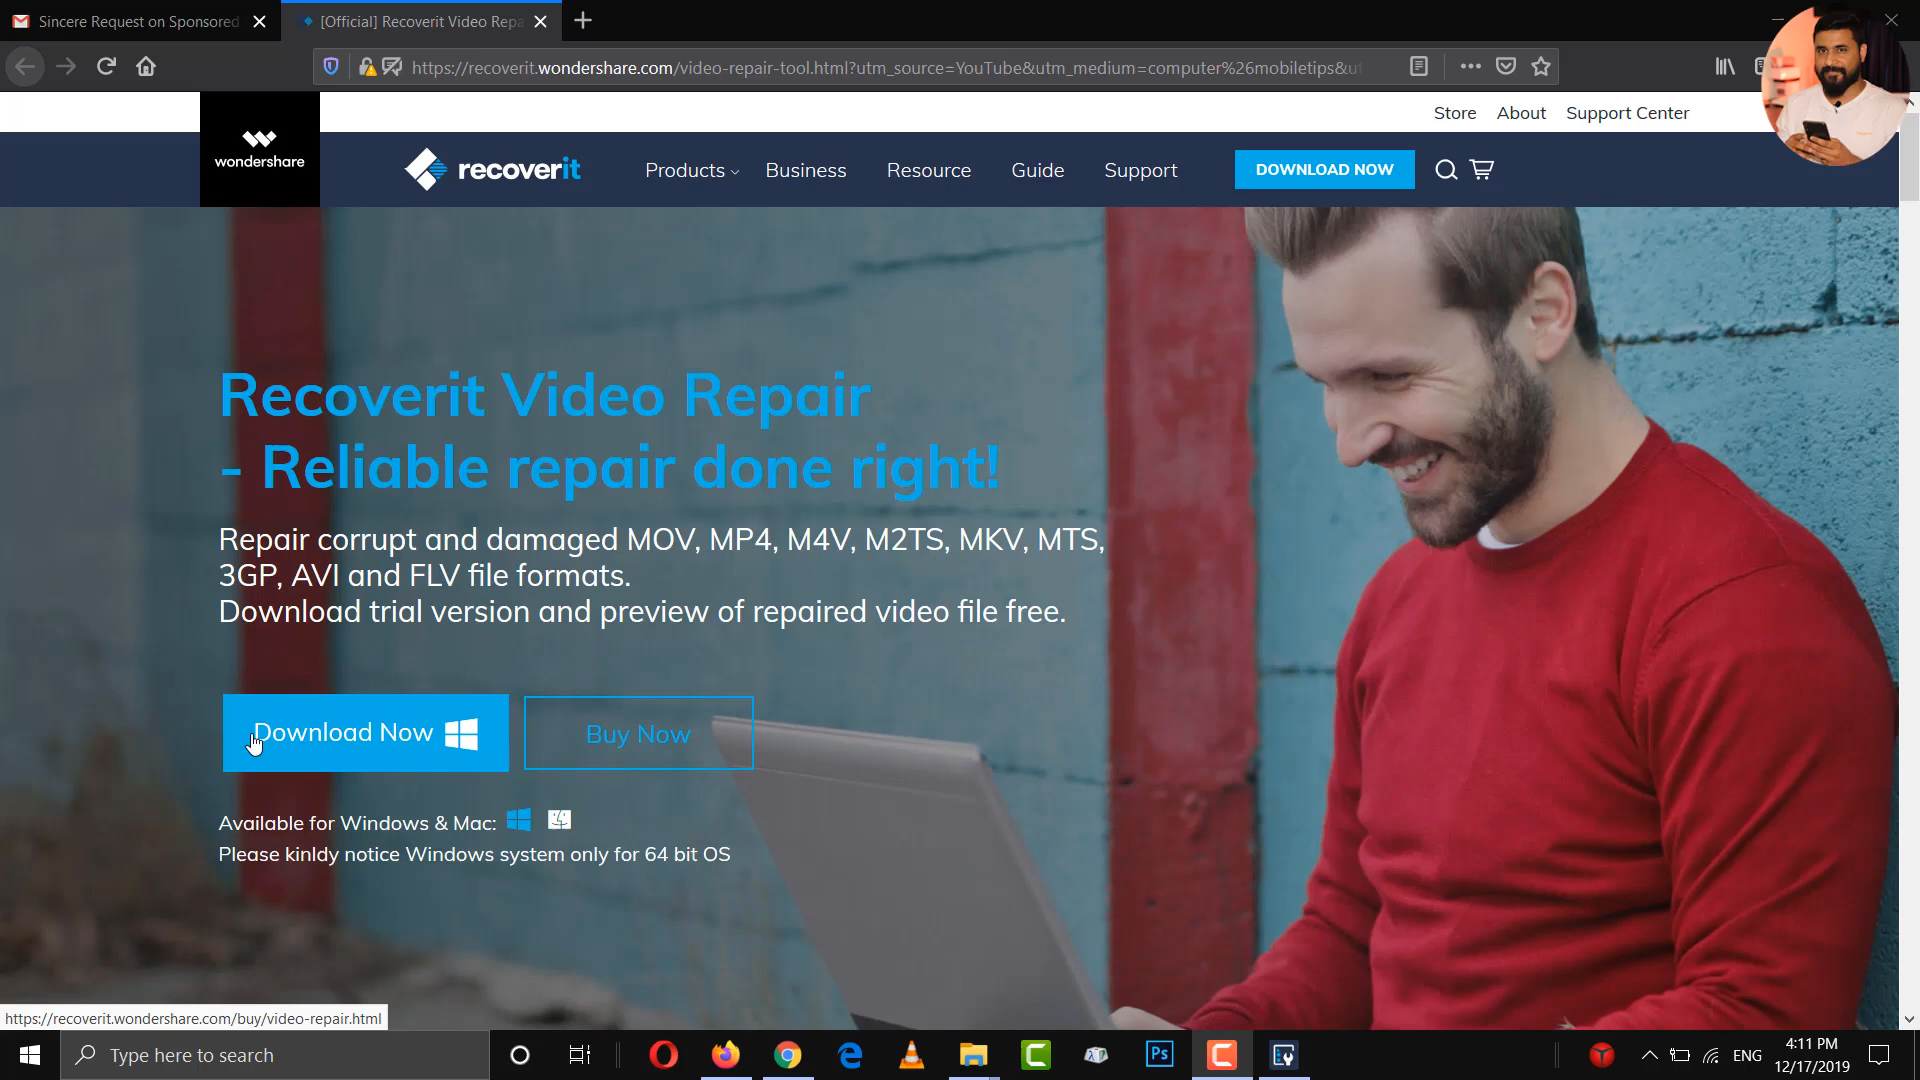 Sincere Request on Sponsored
[Official] Recoverit Video Repa
https://recoverit.wondershare.com/video-repair-tool.html?utm_source=YouTube&utm_medium=computer%26mobiletips&ut
Store About Support Center
wondershare
recoverit
Products Business Resource Guide Support
DOWNLOAD NOW
Recoverit Video Repair
- Reliable repair done right!
Repair corrupt and damaged MOV, MP4, M4V, M2TS, MKV, MTS,
3GP, AVI and FLV file formats.
Download trial version and preview of repaired video file free.
Download Now
Buy Now
Available for Windows & Mac:
Please kinldy notice Windows system only for 64 bit OS
https://recoverit.wondershare.com/buy/video-repair.html
Type here to search
Ps
ENG
4:11 PM
12/17/2019